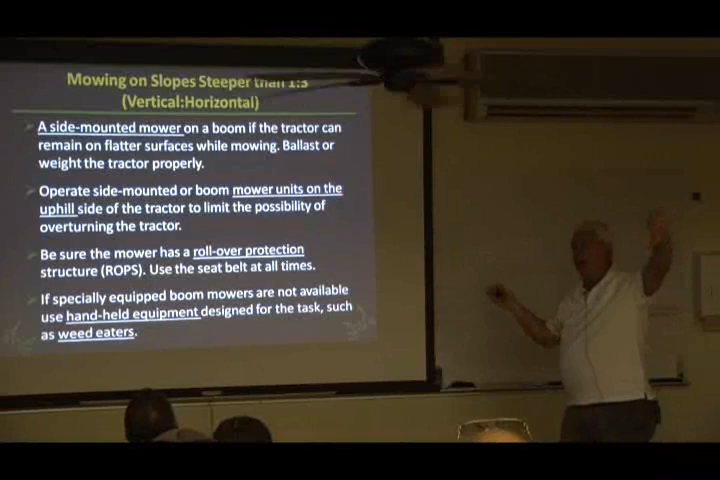 Mowing on Slopes Steeper than 1:3
(Vertical:Horizontal)
A side-mounted mower on a boom if the tractor can
remain on flatter surfaces while mowing. Ballast or
weight the tractor properly.
Operate side-mounted or boom mower units on the
uphill side of the tractor to limit the possibility of
overturning the tractor.
Be sure the mower has a roll-over protection
structure (ROPS). Use the seat belt at all times.
If specially equipped boom mowers are not available
use hand-held equipment designed for the task, such
as weed eaters.